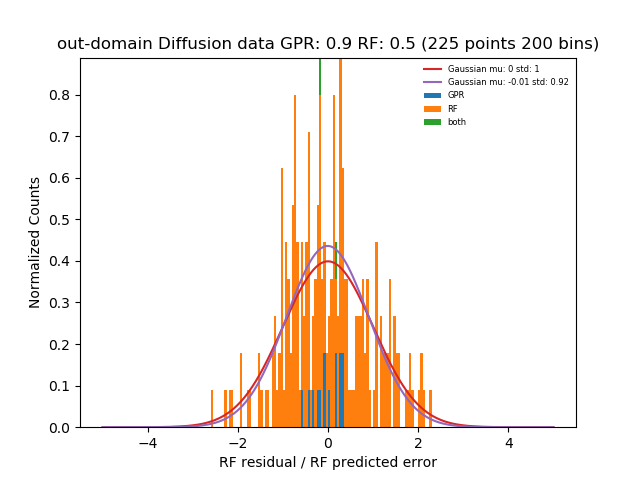 out-domain Diffusion data GPR: 0.9 RF: 0.5 (225 points 200 bins)
Gaussian mu: 0 std: 1
Gaussian mu: -0.01 std: 0.92
GPR
RF
both
Normalized Counts
0.8
0.7
0.6
0.5
0.4
0.3
0.2
0.1
0.0
−4 −2 0 2 4
RF residual / RF predicted error